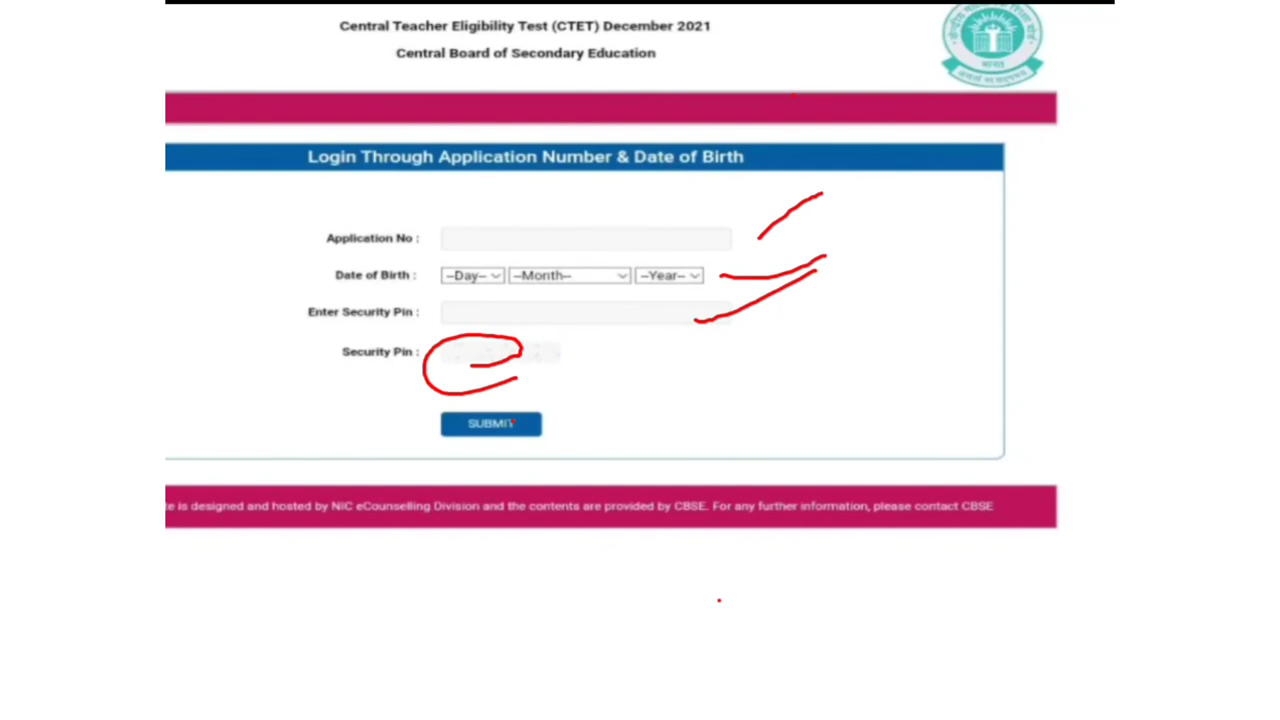 Central Teacher Eligibility Test (CTET) December 2021
Central Board of Secondary Education
भारत
Login Through Application Number & Date of Birth
Application No :
Date of Birth : --Day-- --Month-- --Year--
Enter Security Pin :
Security Pin :
SUBMIT
te is designed and hosted by NIC eCounselling Division and the contents are provided by CBSE. For any further information, please contact CBSE